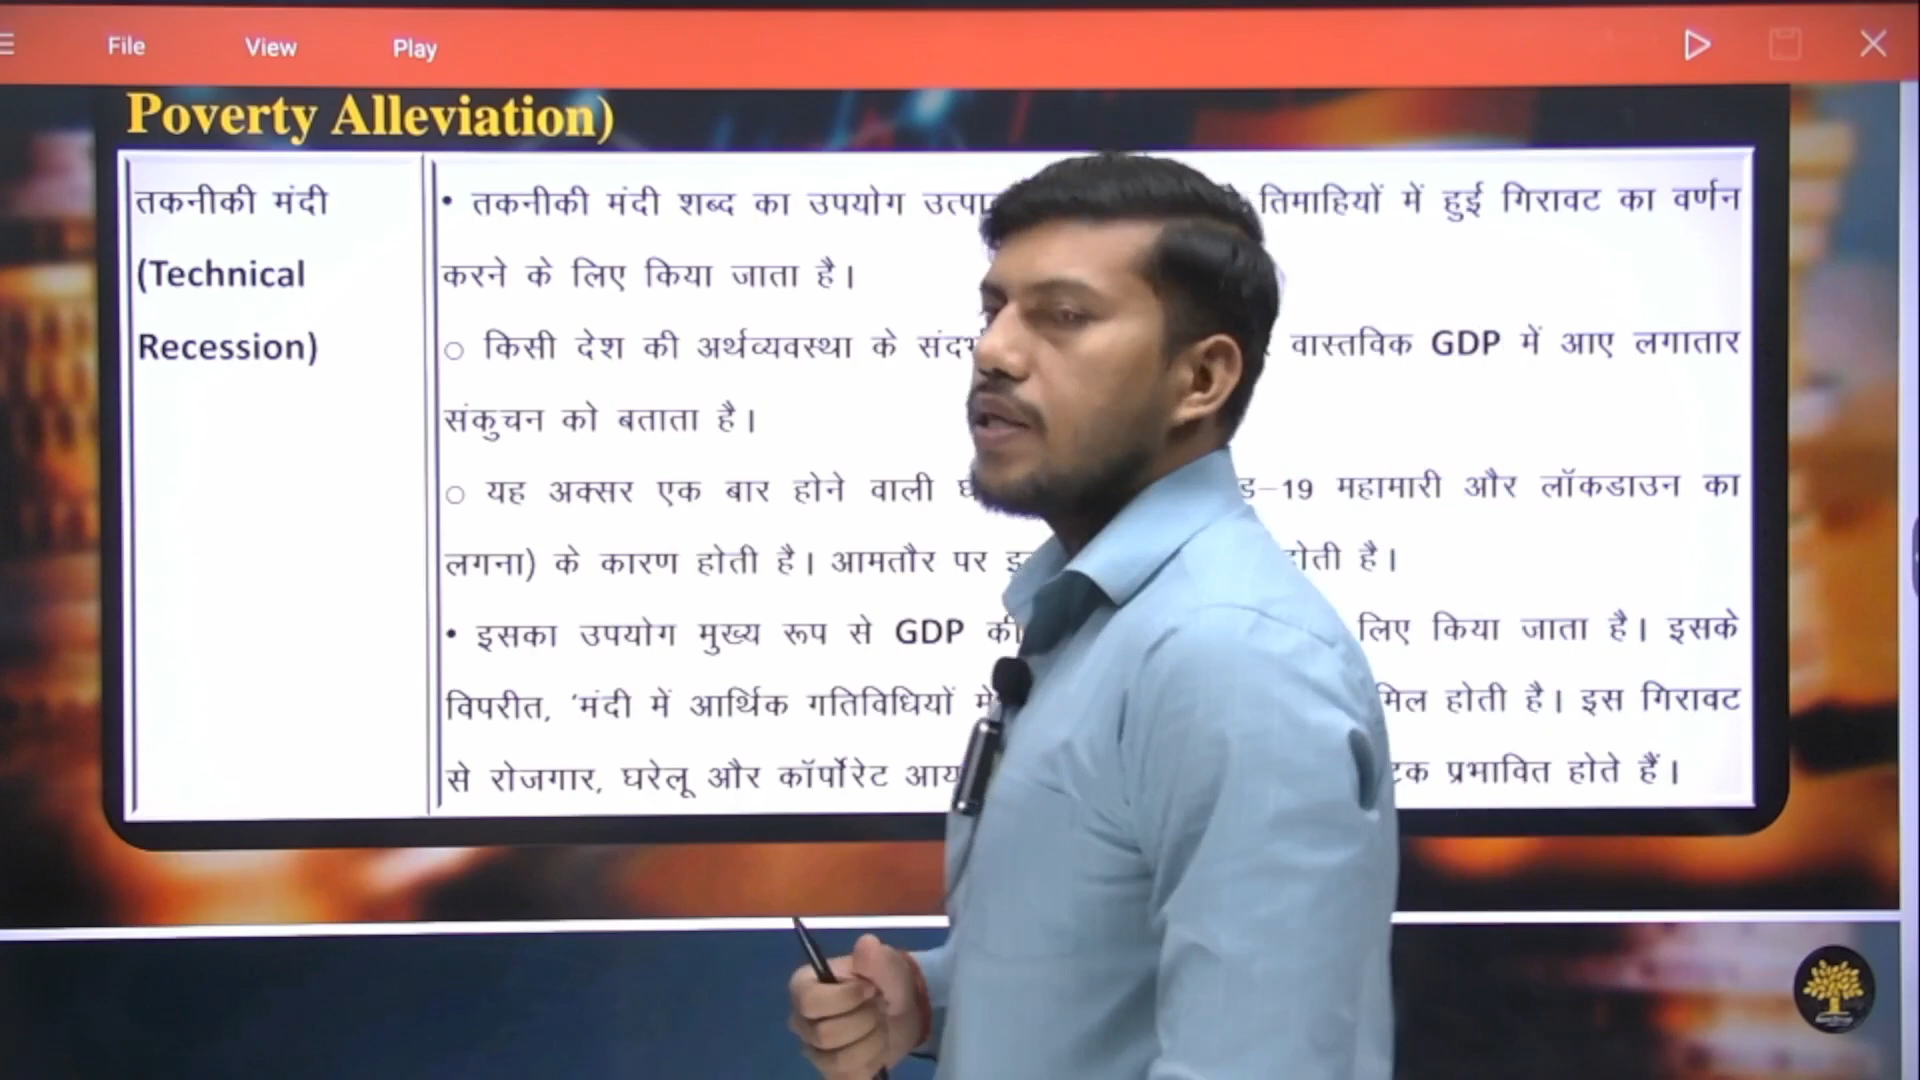 File View Play
Poverty Alleviation)
तकनीकी मंदी
(Technical
Recession)
• तकनीकी मंदी शब्द का उपयोग तिमाहियों में हुई गिरावट का वर्णन
करने के लिए किया जाता है।
○ किसी देश की अर्थव्यवस्था के वास्तविक GDP में आए लगातार
संकुचन को बताता है।
○ यह अक्सर एक बार होने वाली –19 महामारी और लॉकडाउन का
लगना) के कारण होती है। आमतौर पर होती है।
• इसका उपयोग मुख्य रूप से GDP की लिए किया जाता है। इसके
विपरीत, 'मंदी में आर्थिक गतिविधियों में होती है। इस गिरावट
से रोजगार, घरेलू और कॉर्पोरेट आय प्रभावित होते हैं।